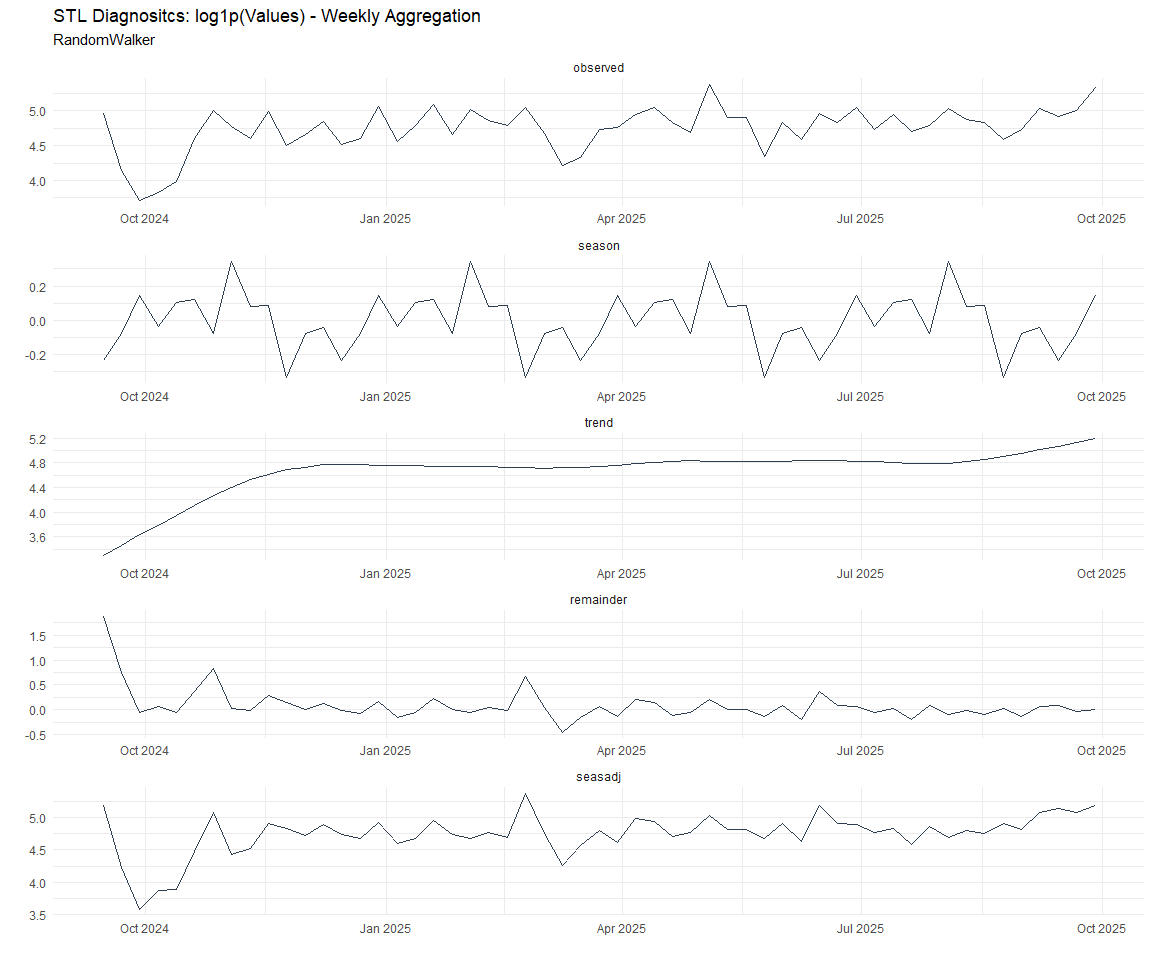 STL Diagnositcs: log1p(Values) - Weekly Aggregation
RandomWalker
observed
5.0
4.5
4.0
Oct 2024 Jan 2025 Apr 2025 Jul 2025 Oct 2025
season
0.2
0.0
-0.2
Oct 2024 Jan 2025 Apr 2025 Jul 2025 Oct 2025
trend
5.2
4.8
4.4
4.0
3.6
Oct 2024 Jan 2025 Apr 2025 Jul 2025 Oct 2025
remainder
1.5
1.0
0.5
0.0
-0.5
Oct 2024 Jan 2025 Apr 2025 Jul 2025 Oct 2025
seasadj
5.0
4.5
4.0
3.5
Oct 2024 Jan 2025 Apr 2025 Jul 2025 Oct 2025